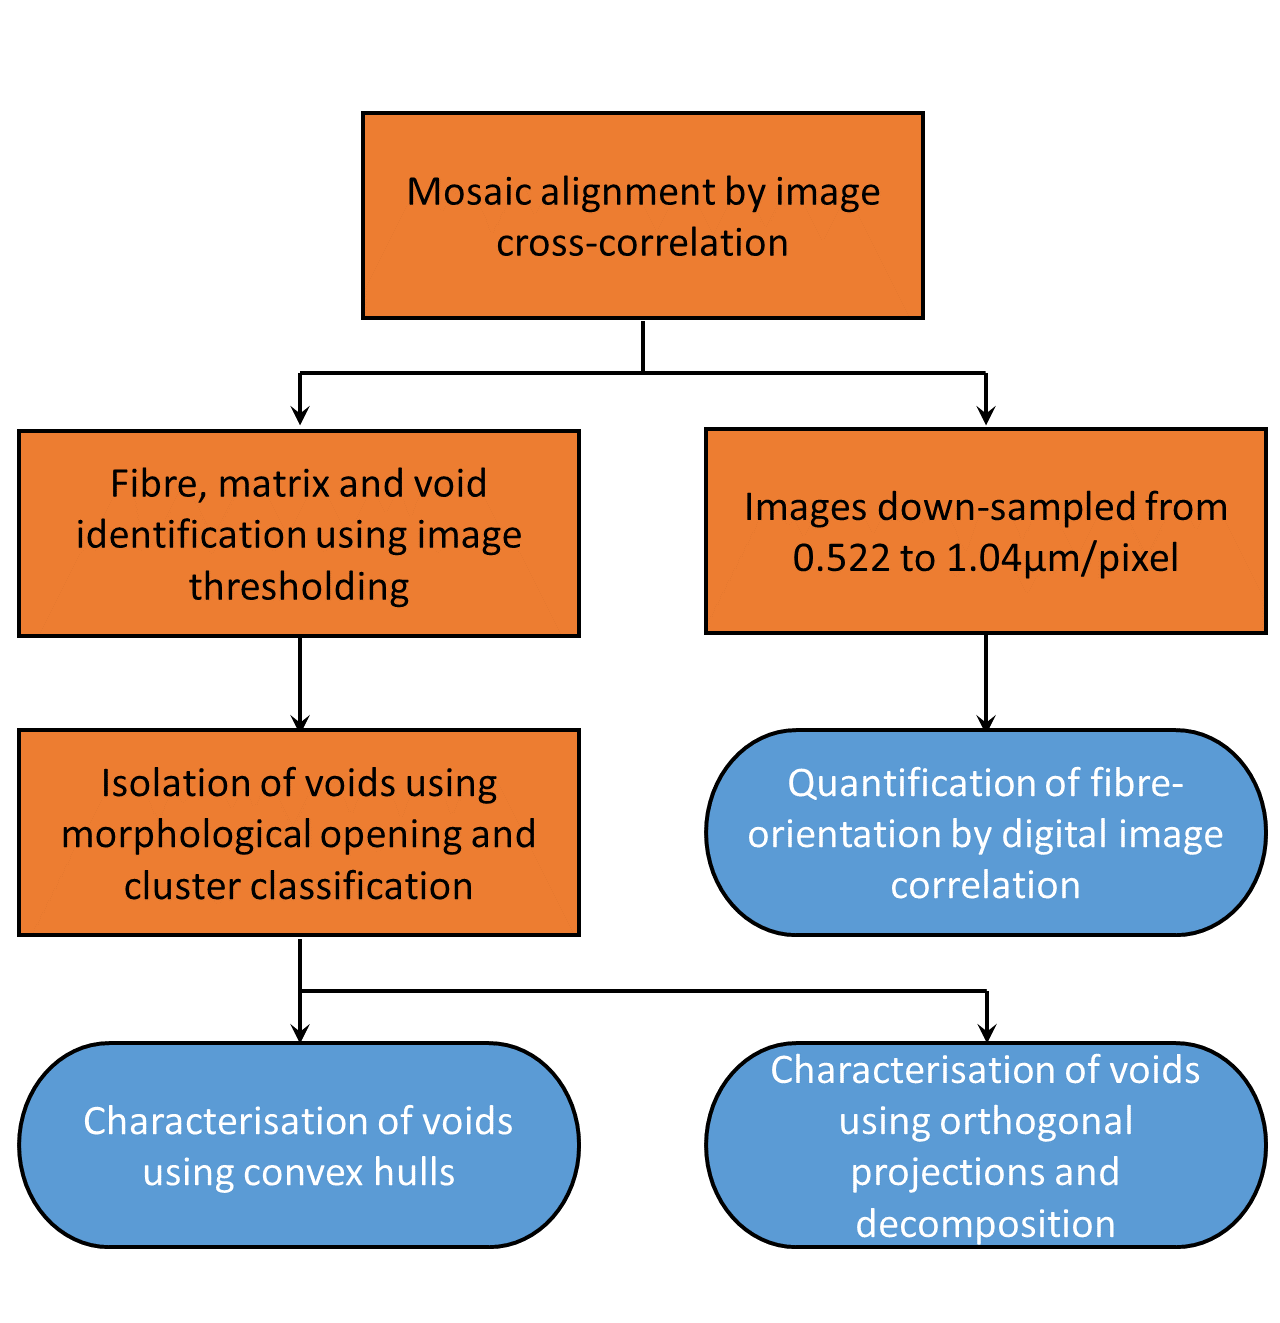 Mosaic alignment by image
cross-correlation
Fibre, matrix and void
identification using image
thresholding
Images down-sampled from
0.522 to 1.04µm/pixel
Isolation of voids using
morphological opening and
cluster classification
Quantification of fibre-
orientation by digital image
correlation
Characterisation of voids
using convex hulls
Characterisation of voids
using orthogonal
projections and
decomposition